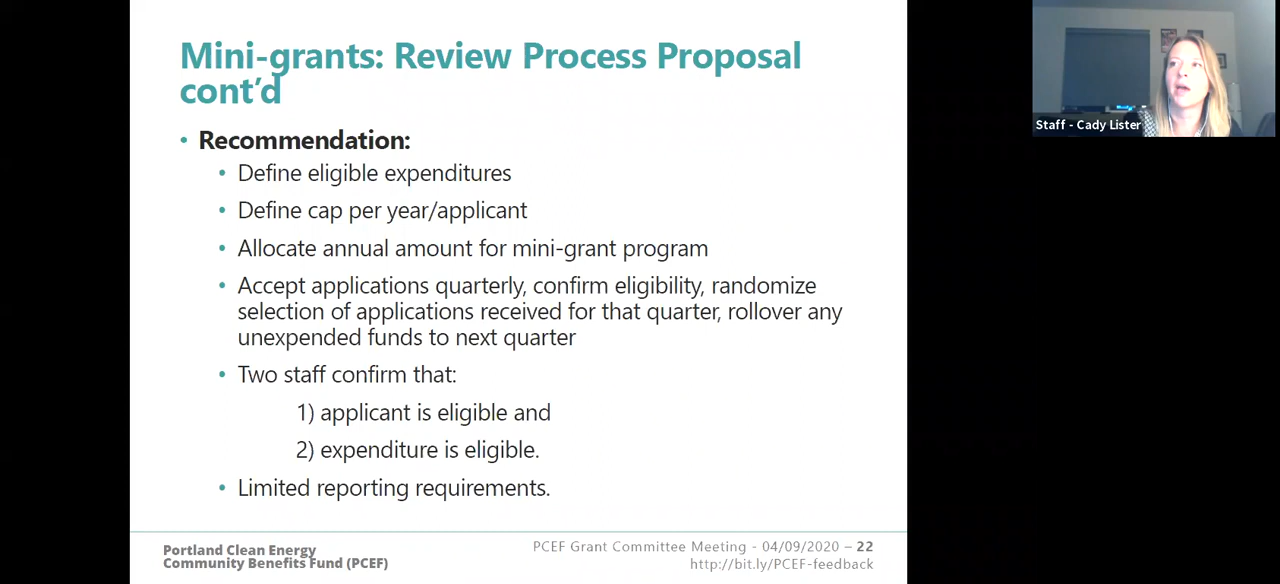 Mini-grants: Review Process Proposal
cont'd
• Recommendation:
• Define eligible expenditures
• Define cap per year/applicant
• Allocate annual amount for mini-grant program
• Accept applications quarterly, confirm eligibility, randomize
selection of applications received for that quarter, rollover any
unexpended funds to next quarter
• Two staff confirm that:
1) applicant is eligible and
2) expenditure is eligible.
• Limited reporting requirements.
Portland Clean Energy
Community Benefits Fund (PCEF)
PCEF Grant Committee Meeting - 04/09/2020 – 22
http://bit.ly/PCEF-feedback
Staff - Cady Lister